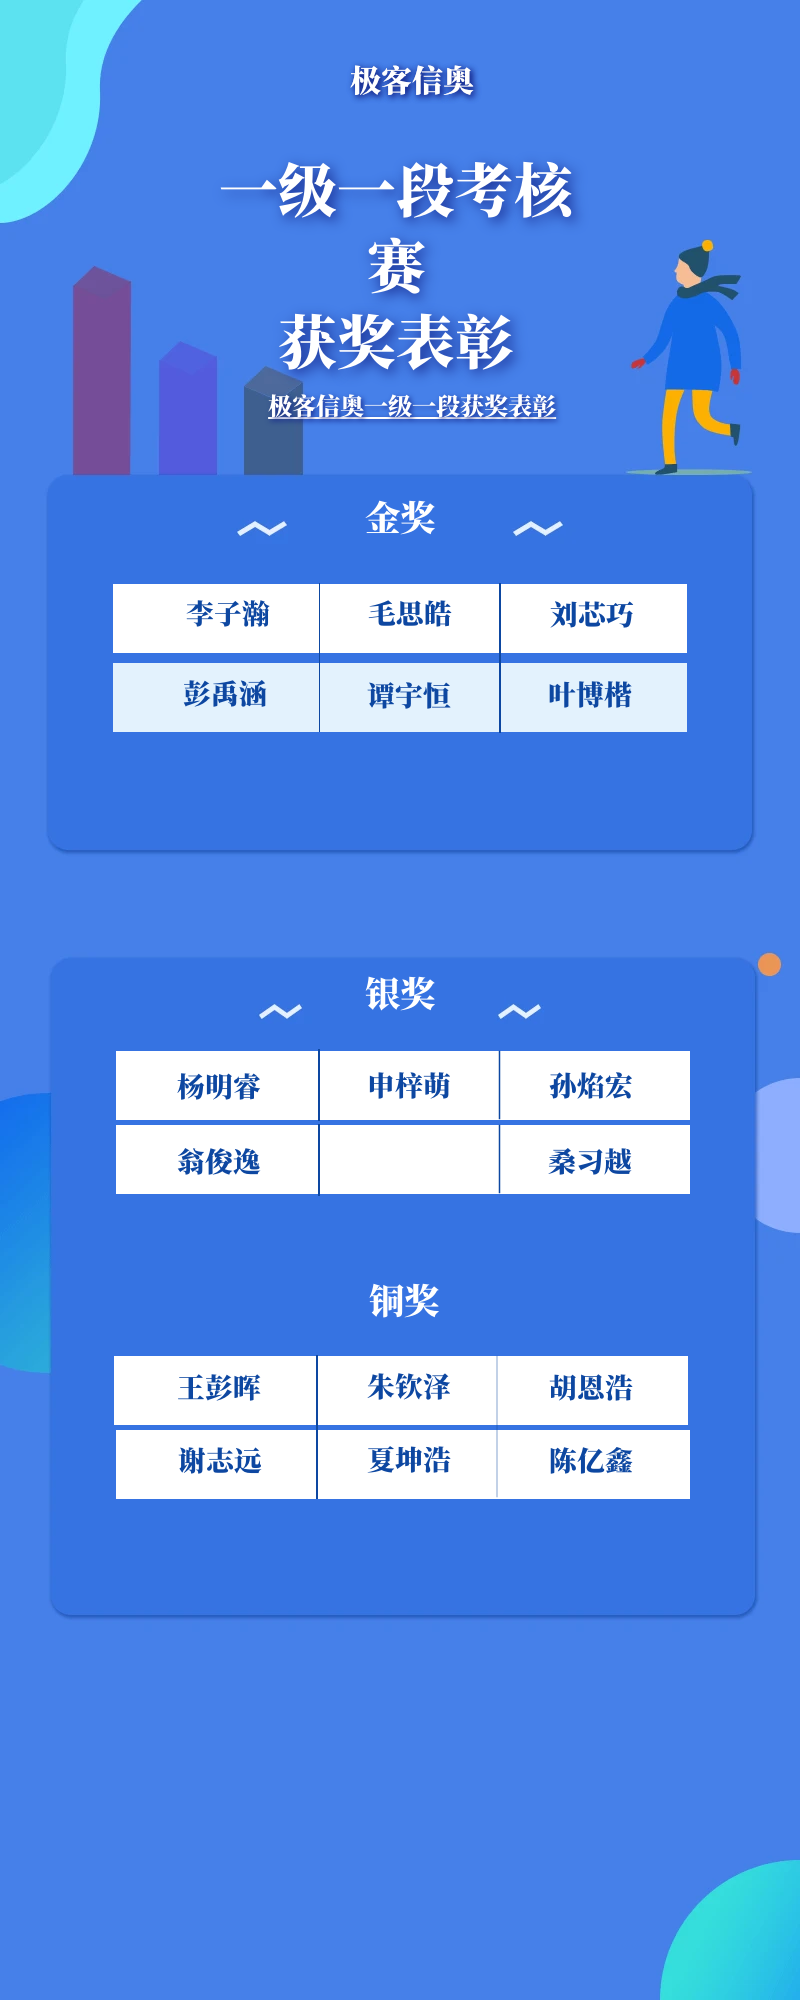 极客信奥
一级一段考核
赛
获奖表彰
极客信奥一级一段获奖表彰
金奖
李子瀚 毛思皓 刘芯巧
彭禹涵 谭宇恒 叶博楷
银奖
杨明睿 申梓萌 孙焰宏
翁俊逸 桑习越
铜奖
王彭晖 朱钦泽 胡恩浩
谢志远 夏坤浩 陈亿鑫